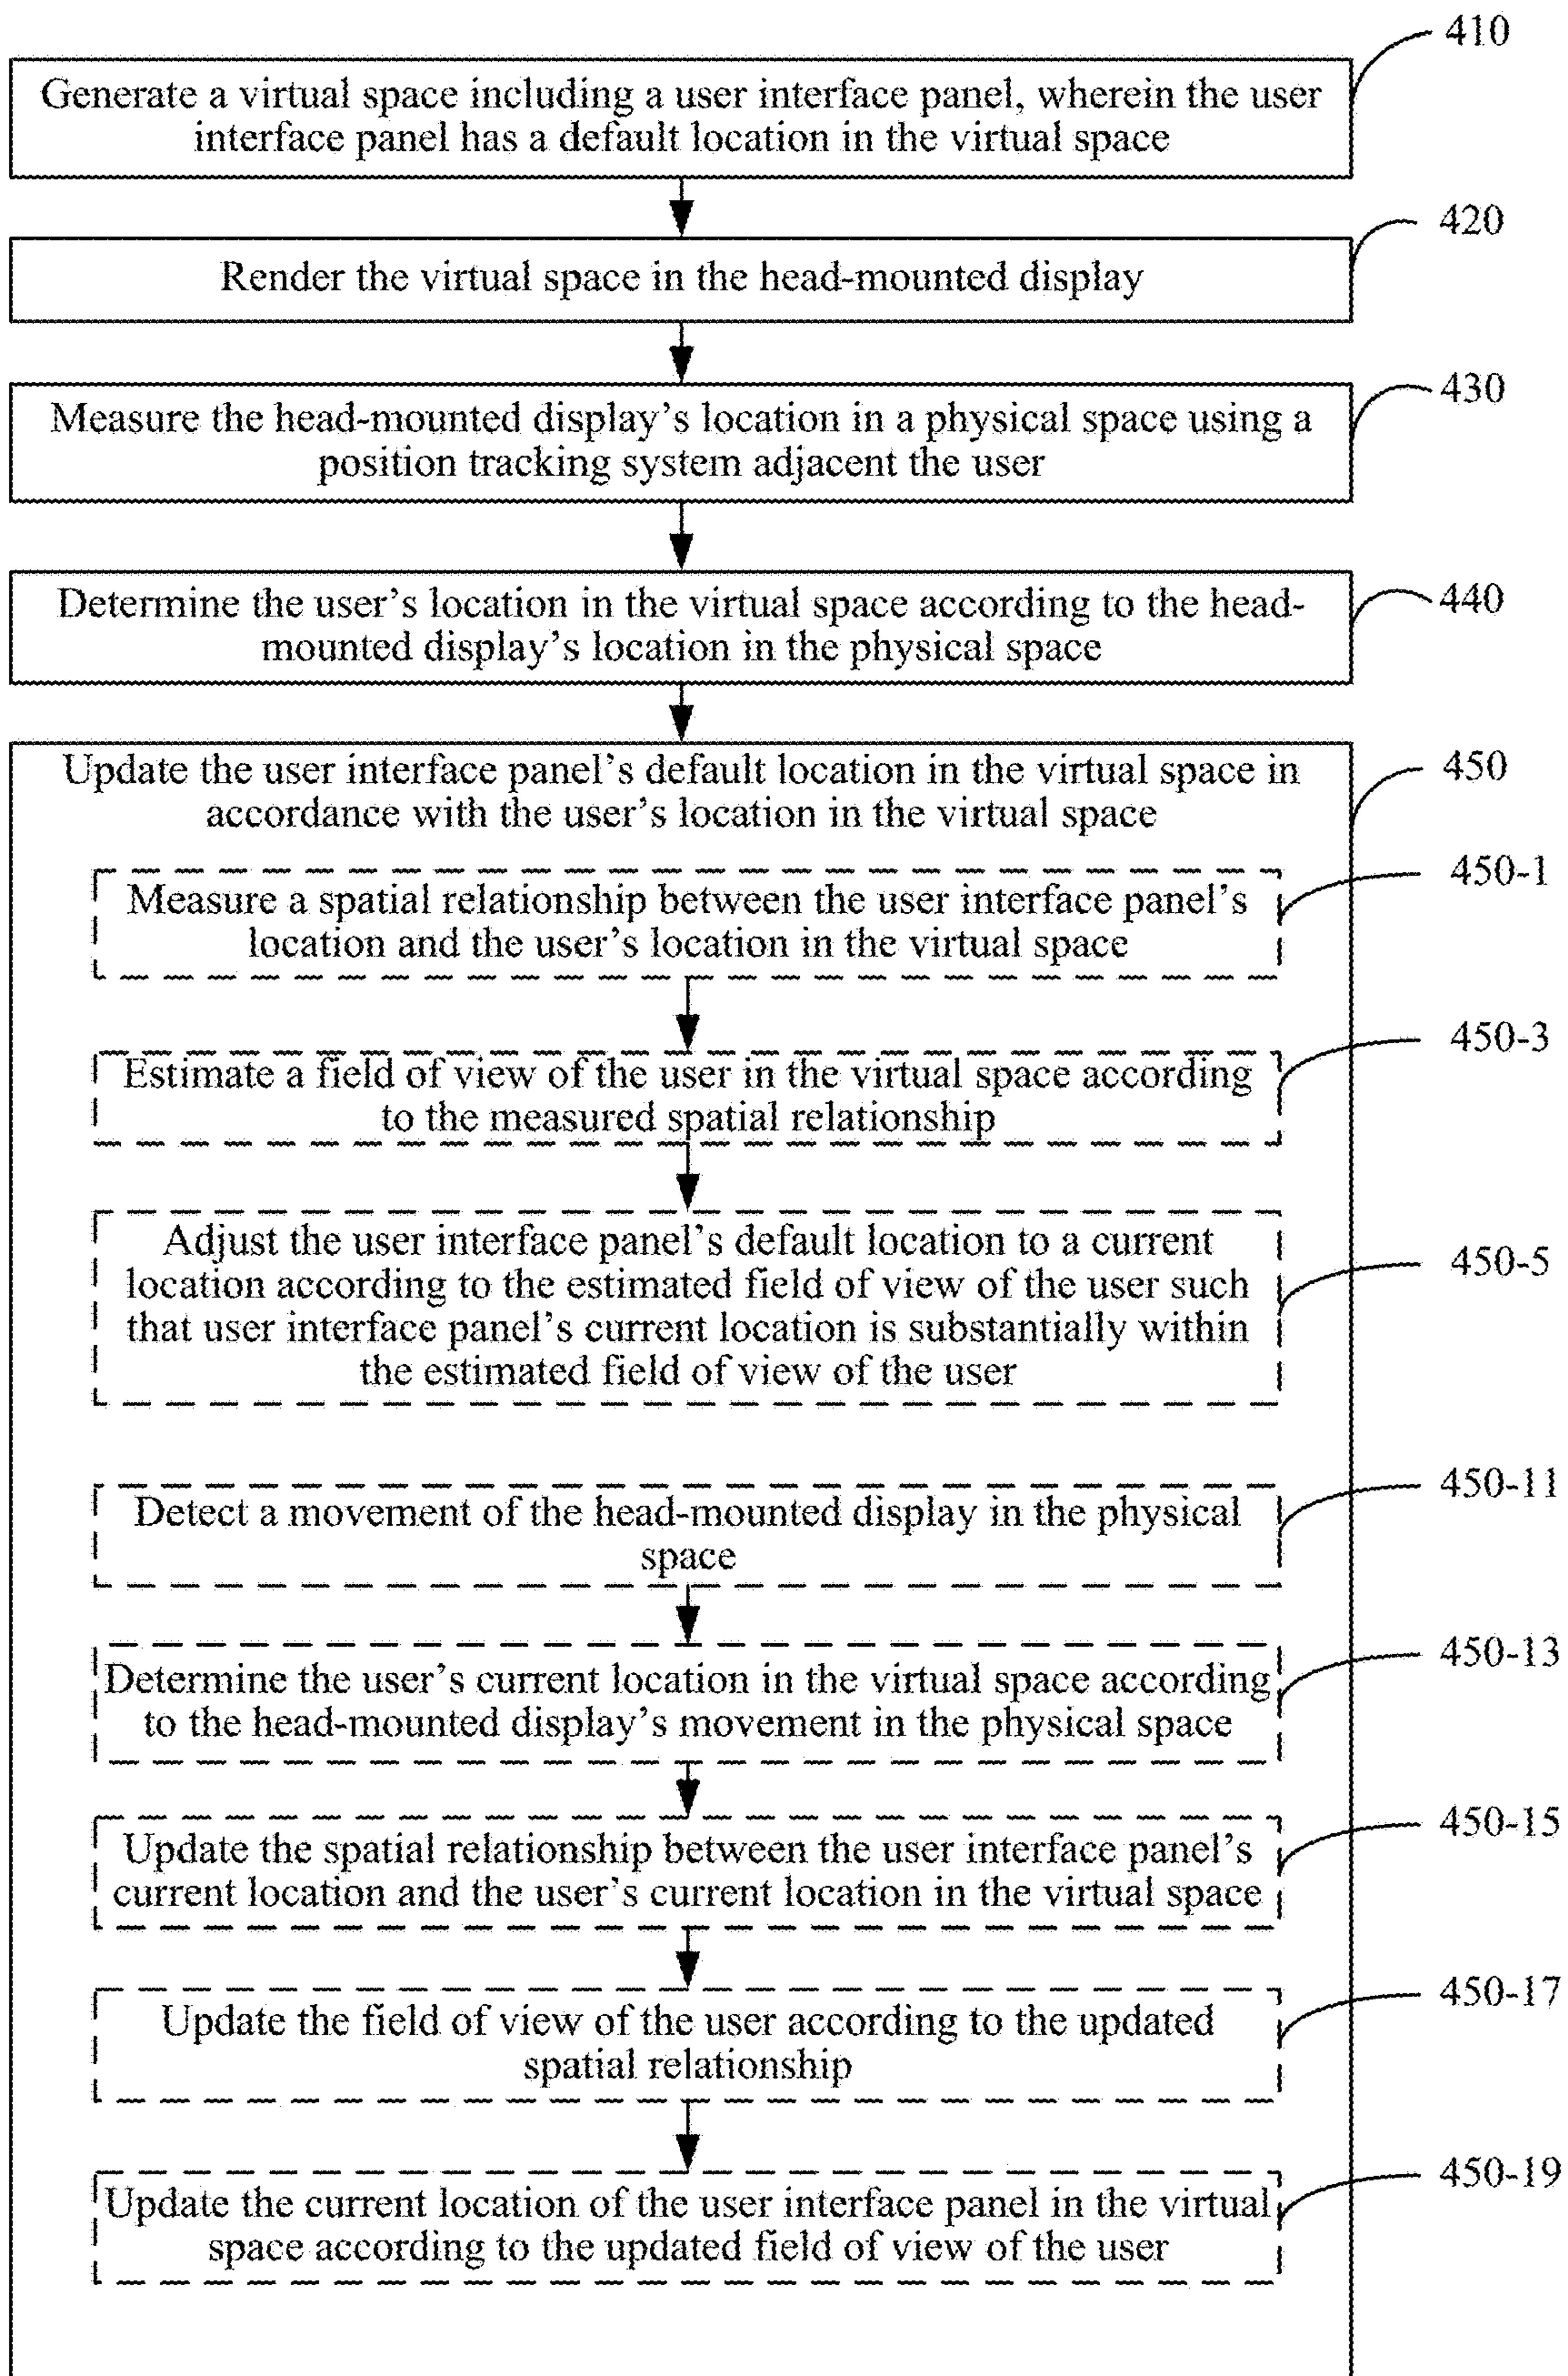 410
Generate a virtual space including a user interface panel, wherein the user
interface panel has a default location in the virtual space
420
Render the virtual space in the head-mounted display
430
Measure the head-mounted display's location in a physical space using a
position tracking system adjacent the user
440
Determine the user's location in the virtual space according to the head-
mounted display's location in the physical space
450
Update the user interface panel's default location in the virtual space in
accordance with the user's location in the virtual space
450-1
Measure a spatial relationship between the user interface panel's
location and the user's location in the virtual space
450-3
Estimate a field of view of the user in the virtual space according
to the measured spatial relationship
450-5
Adjust the user interface panel's default location to a current
location according to the estimated field of view of the user such
that user interface panel's current location is substantially within
the estimated field of view of the user
450-11
Detect a movement of the head-mounted display in the physical
space
450-13
Determine the user's current location in the virtual space according
to the head-mounted display's movement in the physical space
450-15
Update the spatial relationship between the user interface panel's
current location and the user's current location in the virtual space
450-17
Update the field of view of the user according to the updated
spatial relationship
450-19
Update the current location of the user interface panel in the virtual
space according to the updated field of view of the user